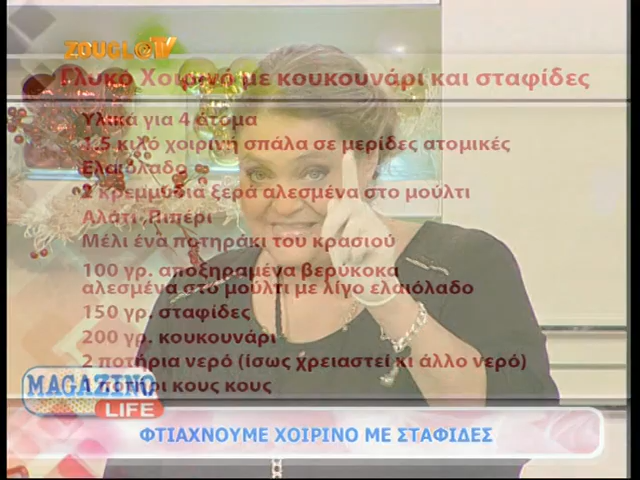 ZOUGL@TV
Γλυκό Χοιρινό με κουκουνάρι και σταφίδες
Υλικά για 4 άτομα
1,5 κιλό χοιρινή σπάλα σε μερίδες ατομικές
Ελαιόλαδο
2 κρεμμύδια ξερά αλεσμένα στο μούλτι
Αλάτι ,Πιπέρι
Μέλι ένα ποτηράκι του κρασιού
100 γρ. αποξηραμένα βερύκοκα
αλεσμένα στο μούλτι με λίγο ελαιόλαδο
150 γρ. σταφίδες
200 γρ. κουκουνάρι
2 ποτήρια νερό (ίσως χρειαστεί κι άλλο νερό)
1 ποτήρι κους κους
MAGAZINO
LIFE
ΦΤΙΑΧΝΟΥΜΕ ΧΟΙΡΙΝΟ ΜΕ ΣΤΑΦΙΔΕΣ